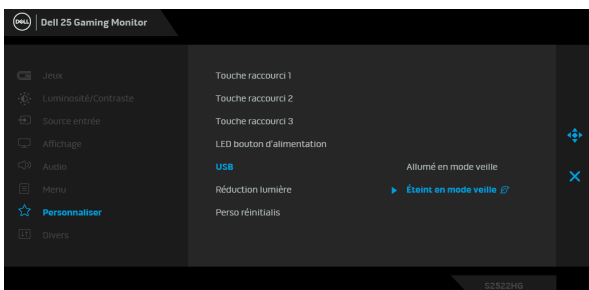 DELL Dell 25 Gaming Monitor
Jeux
Luminosité/Contraste
Source entrée
Affichage
Audio
Menu
Personnaliser
Divers
Touche raccourci 1
Touche raccourci 2
Touche raccourci 3
LED bouton d'alimentation
USB Allumé en mode veille
Réduction lumière Éteint en mode veille
Perso réinitialis
S2522HG